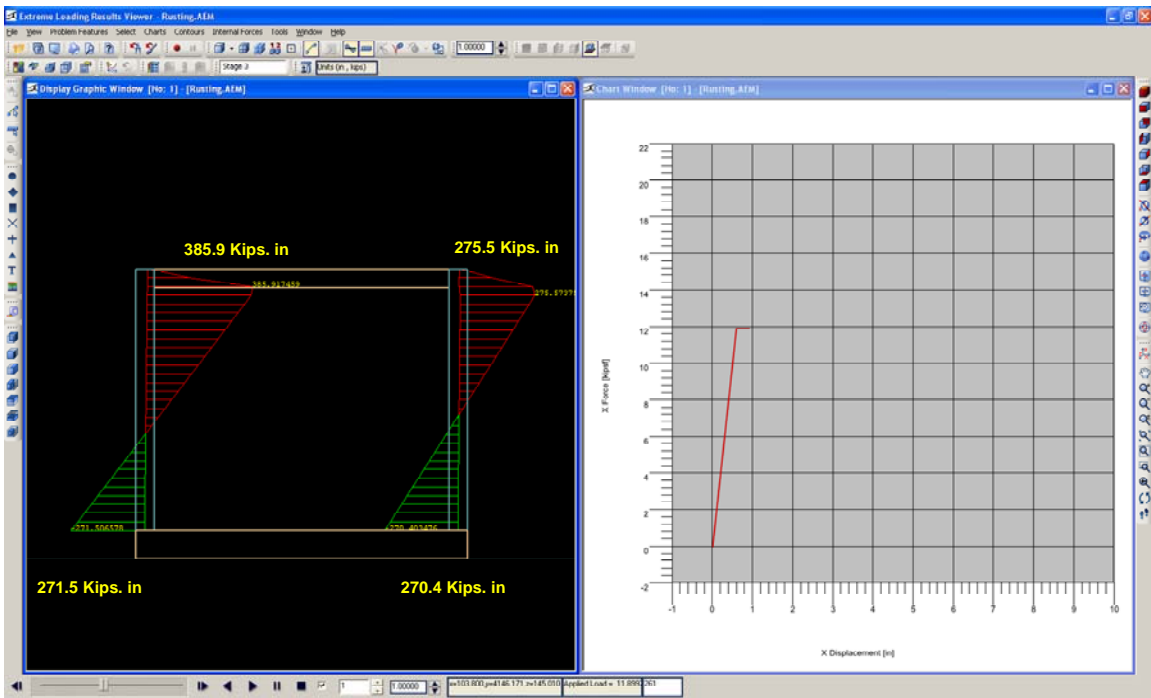 Extreme Loading Results Viewer - Rusting.AEM
File View Problem Features Select Charts Contours Internal Forces Tools Window Help
1.00000
Stage 3 Units (in , kips)
Display Graphic Window [No: 1] - [Rusting.AEM]
Chart Window [No: 1] - [Rusting.AEM]
385.9 Kips. in 275.5 Kips. in
385.917459
271.5 Kips. in 270.4 Kips. in
22
20
18
16
14
12
10
8
6
4
2
0
-2
X Force [kipsf]
-1 0 1 2 3 4 5 6 7 8 9 10
X Displacement [in]
1 1.00000 Applied Load =